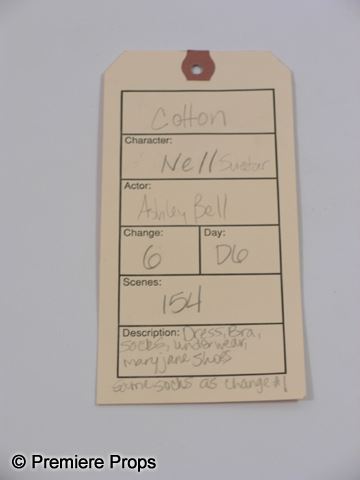 Cotton
Character:
Nell Sweetzer
Actor:
Ashley Bell
Change:
6
Day:
D6
Scenes:
154
Description: Dress, Bra,
socks, underwear,
mary jane shoes
same socks as change #1
© Premiere Props